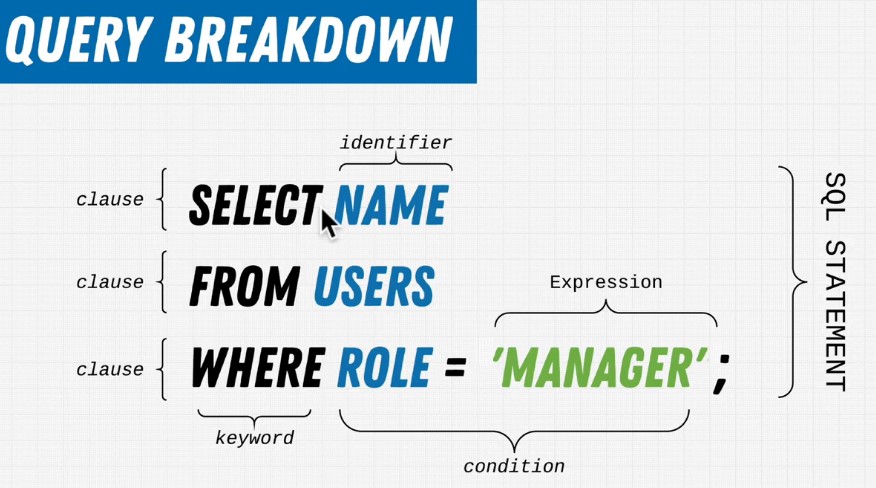 QUERY BREAKDOWN
identifier
clause
SELECT NAME
clause
FROM USERS
Expression
clause
WHERE ROLE = 'MANAGER' ;
keyword
condition
SQL STATEMENT